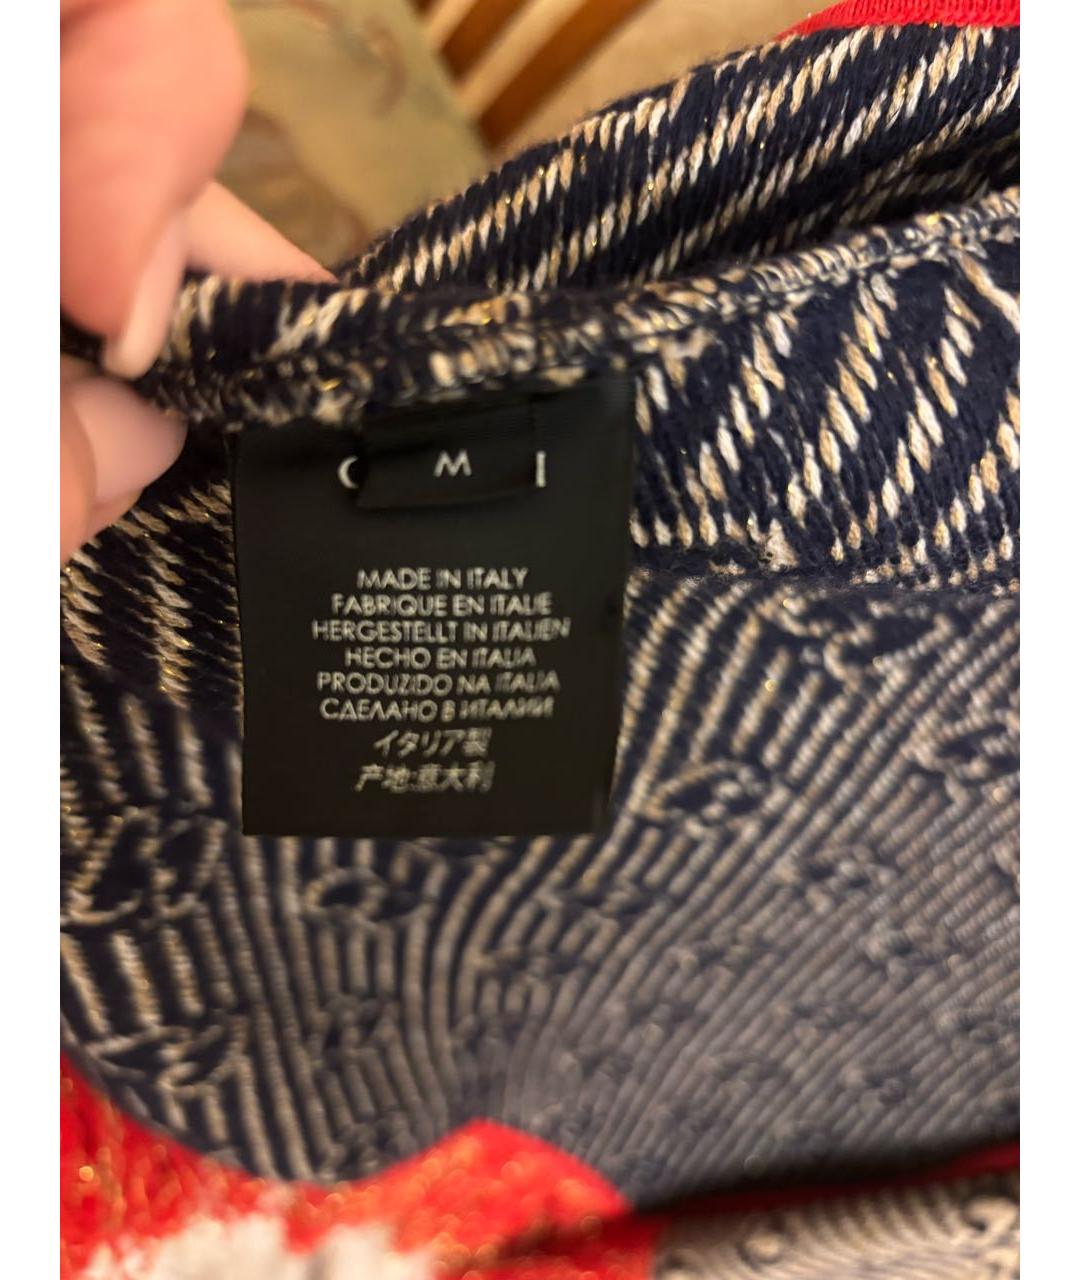 M
MADE IN ITALY
FABRIQUE EN ITALIE
HERGESTELLT IN ITALIEN
HECHO EN ITALIA
PRODUZIDO NA ITALIA
СДЕЛАНО В ИТАЛИИ
イタリア製
产地:意大利